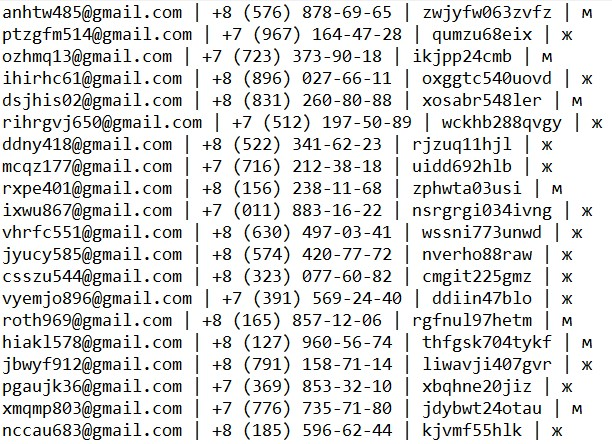 anhtw485@gmail.com | +8 (576) 878-69-65 | zwjyfw063zvfz | м
ptzgfm514@gmail.com | +7 (967) 164-47-28 | qumzu68eix | ж
ozhmq13@gmail.com | +7 (723) 373-90-18 | ikjpp24cmb | м
ihirhc61@gmail.com | +8 (896) 027-66-11 | oxggtc540uovd | ж
dsjhis02@gmail.com | +8 (831) 260-80-88 | xosabr548ler | м
rihrgvj650@gmail.com | +7 (512) 197-50-89 | wckhb288qvgy | ж
ddny418@gmail.com | +8 (522) 341-62-23 | rjzuq11hjl | ж
mcqz177@gmail.com | +7 (716) 212-38-18 | uidd692hlb | ж
rxpe401@gmail.com | +8 (156) 238-11-68 | zphwta03usi | м
ixwu867@gmail.com | +7 (011) 883-16-22 | nsrgrgi034ivng | ж
vhrfc551@gmail.com | +8 (630) 497-03-41 | wssni773unwd | ж
jyucy585@gmail.com | +8 (574) 420-77-72 | nverho88raw | ж
csszu544@gmail.com | +8 (323) 077-60-82 | cmgit225gmz | ж
vyemjo896@gmail.com | +7 (391) 569-24-40 | ddiin47blo | ж
roth969@gmail.com | +8 (165) 857-12-06 | rgfnul97hetm | м
hiakl578@gmail.com | +8 (127) 960-56-74 | thfgsk704tykf | м
jbwyf912@gmail.com | +8 (791) 158-71-14 | liwavji407gvr | ж
pgaujk36@gmail.com | +7 (369) 853-32-10 | xbqhne20jiz | ж
xmqmp803@gmail.com | +7 (776) 735-71-80 | jdybwt24otau | м
nccau683@gmail.com | +8 (185) 596-62-44 | kjvmf55hlk | ж